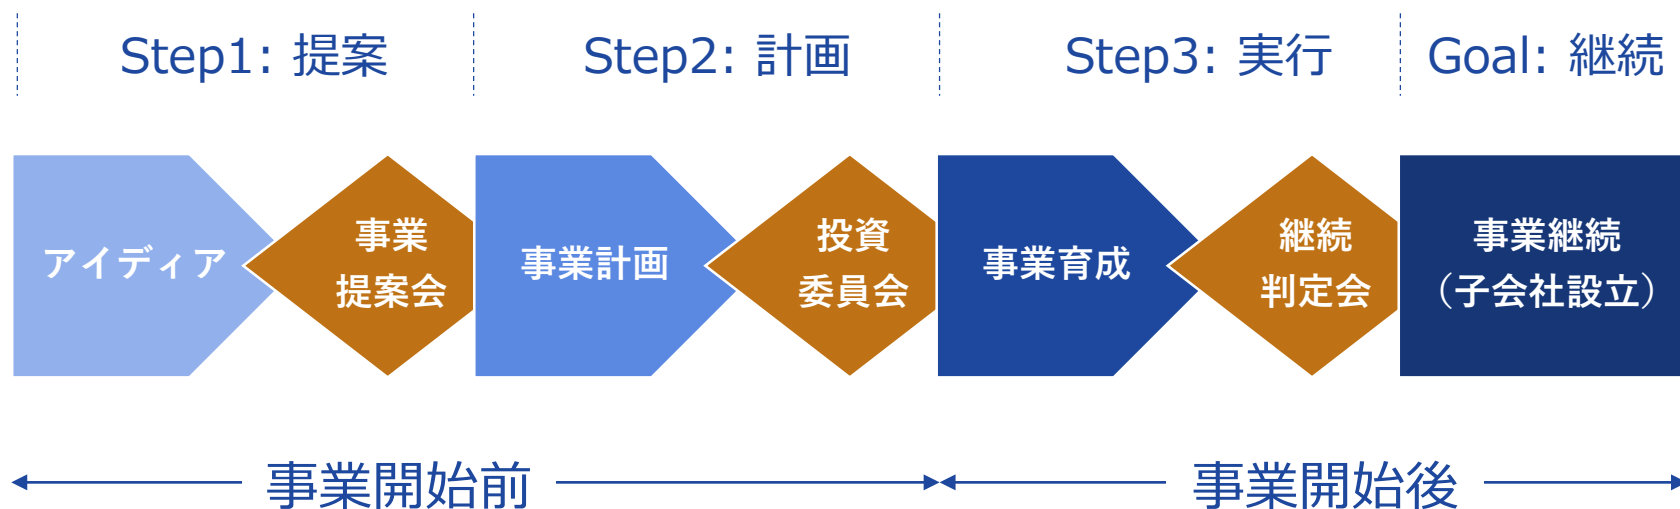 Step1: 提案
Step2: 計画
Step3: 実行
Goal: 継続
アイディア
事業
提案会
事業計画
投資
委員会
事業育成
継続
判定会
事業継続
（子会社設立）
事業開始前
事業開始後